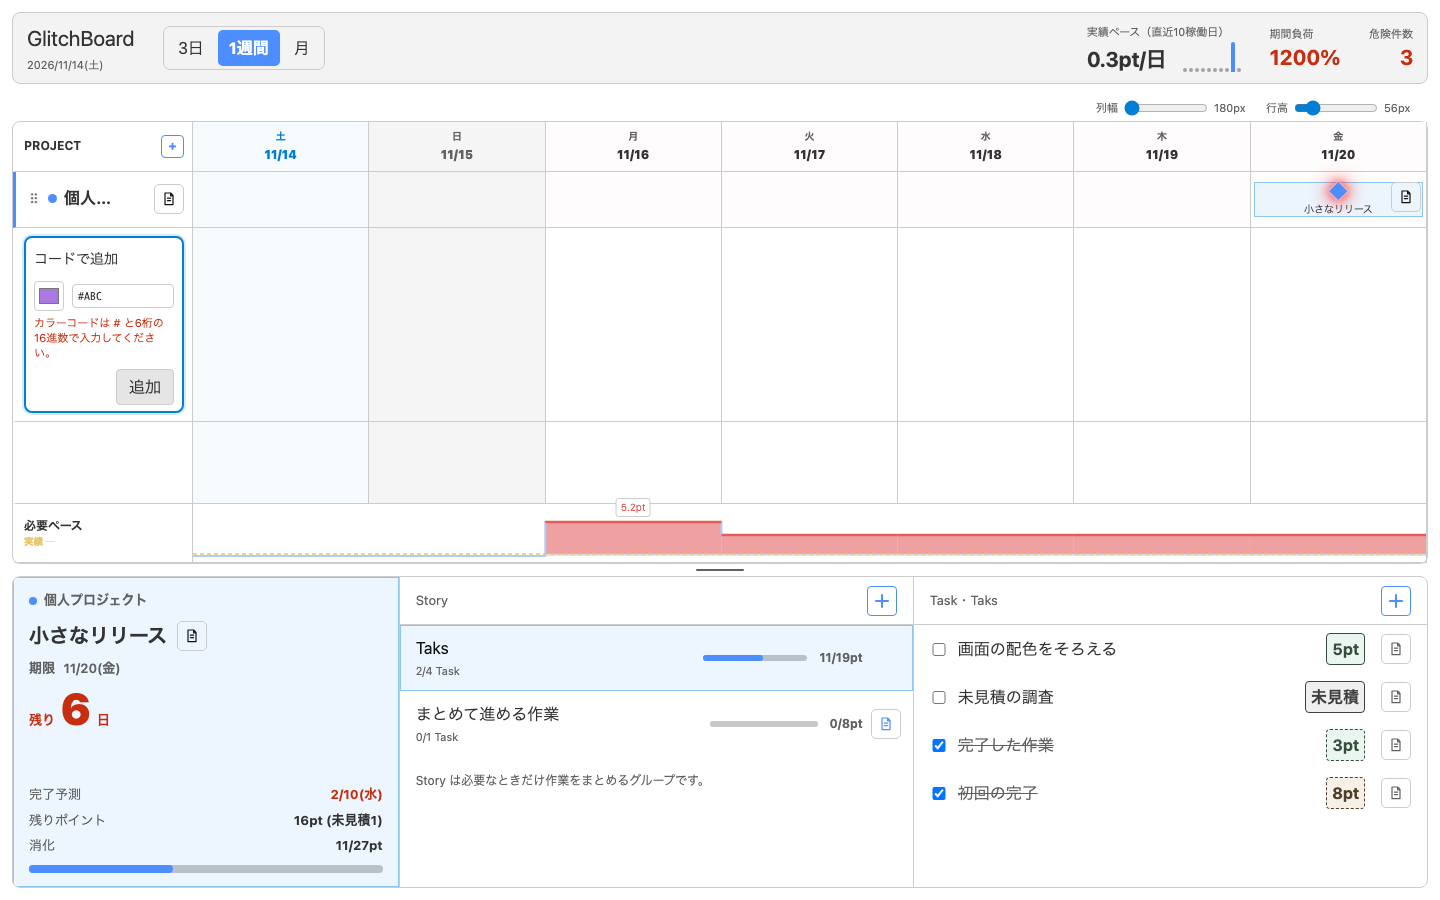 GlitchBoard
2026/11/14(土)
3日 1週間 月
実績ペース（直近10稼働日）
0.3pt/日
期間負荷
1200%
危険件数
3
列幅 180px 行高 56px
PROJECT +
土 日 月 火 水 木 金
11/14 11/15 11/16 11/17 11/18 11/19 11/20
個人...
小さなリリース
コードで追加
#ABC
カラーコードは # と6桁の
16進数で入力してくださ
い。
追加
5.2pt
必要ペース
実績 —
個人プロジェクト
小さなリリース
期限 11/20(金)
残り 6 日
完了予測 2/10(水)
残りポイント 16pt (未見積1)
消化 11/27pt
Story +
Taks
2/4 Task
11/19pt
まとめて進める作業
0/1 Task
0/8pt
Story は必要なときだけ作業をまとめるグループです。
Task・Taks +
画面の配色をそろえる 5pt
未見積の調査 未見積
完了した作業 3pt
初回の完了 8pt